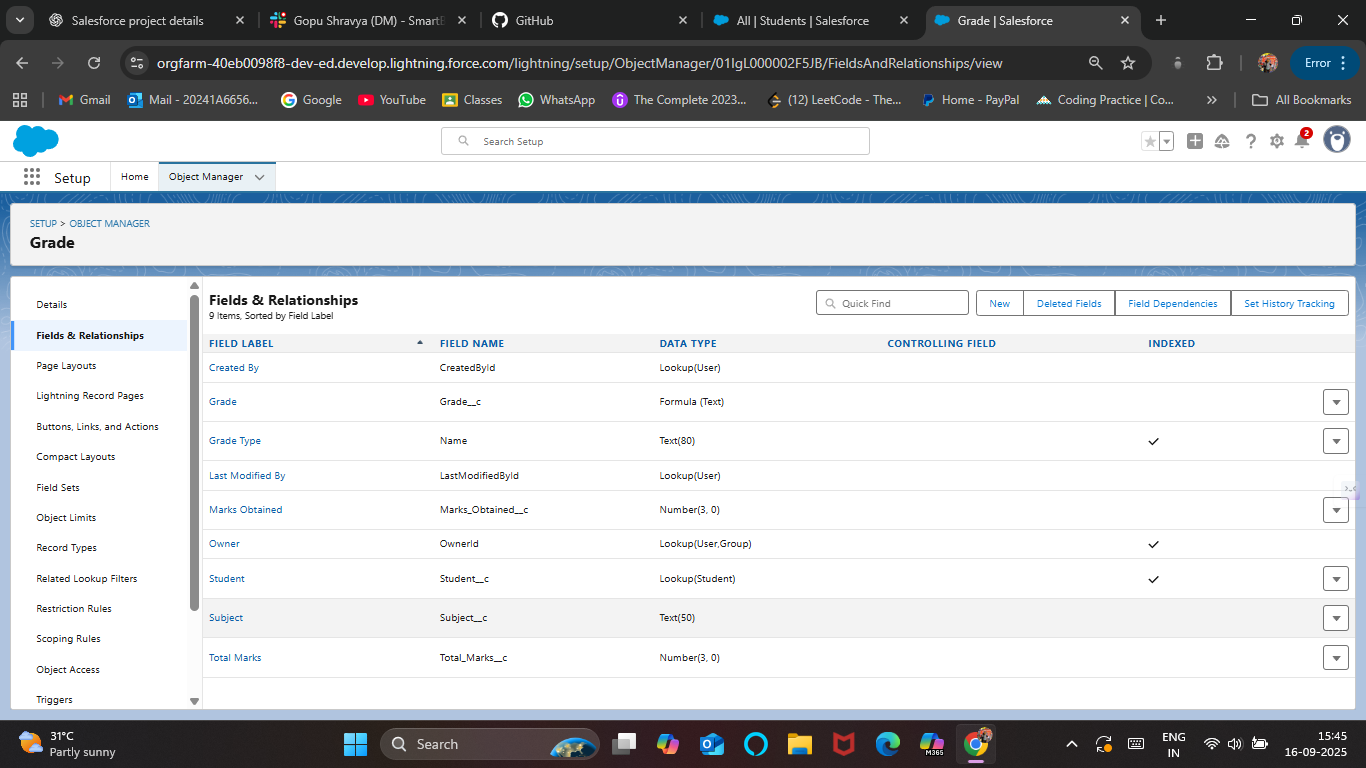 Salesforce project details
Gopu Shravya (DM) - SmartB
GitHub
All | Students | Salesforce
Grade | Salesforce
orgfarm-40eb0098f8-dev-ed.develop.lightning.force.com/lightning/setup/ObjectManager/01IgL000002F5JB/FieldsAndRelationships/view
Error
Gmail
Mail - 20241A6656...
Google
YouTube
Classes
WhatsApp
The Complete 2023...
(12) LeetCode - The...
Home - PayPal
Coding Practice | Co...
All Bookmarks
Search Setup
2
Setup
Home
Object Manager
SETUP > OBJECT MANAGER
Grade
Details
Fields & Relationships
Page Layouts
Lightning Record Pages
Buttons, Links, and Actions
Compact Layouts
Field Sets
Object Limits
Record Types
Related Lookup Filters
Restriction Rules
Scoping Rules
Object Access
Triggers
Fields & Relationships
9 Items, Sorted by Field Label
Quick Find
New
Deleted Fields
Field Dependencies
Set History Tracking
FIELD LABEL FIELD NAME DATA TYPE CONTROLLING FIELD INDEXED
Created By CreatedById Lookup(User)
Grade Grade__c Formula (Text)
Grade Type Name Text(80)
Last Modified By LastModifiedById Lookup(User)
Marks Obtained Marks_Obtained__c Number(3, 0)
Owner OwnerId Lookup(User,Group)
Student Student__c Lookup(Student)
Subject Subject__c Text(50)
Total Marks Total_Marks__c Number(3, 0)
31°C
Partly sunny
Search
M365
ENG
IN
15:45
16-09-2025